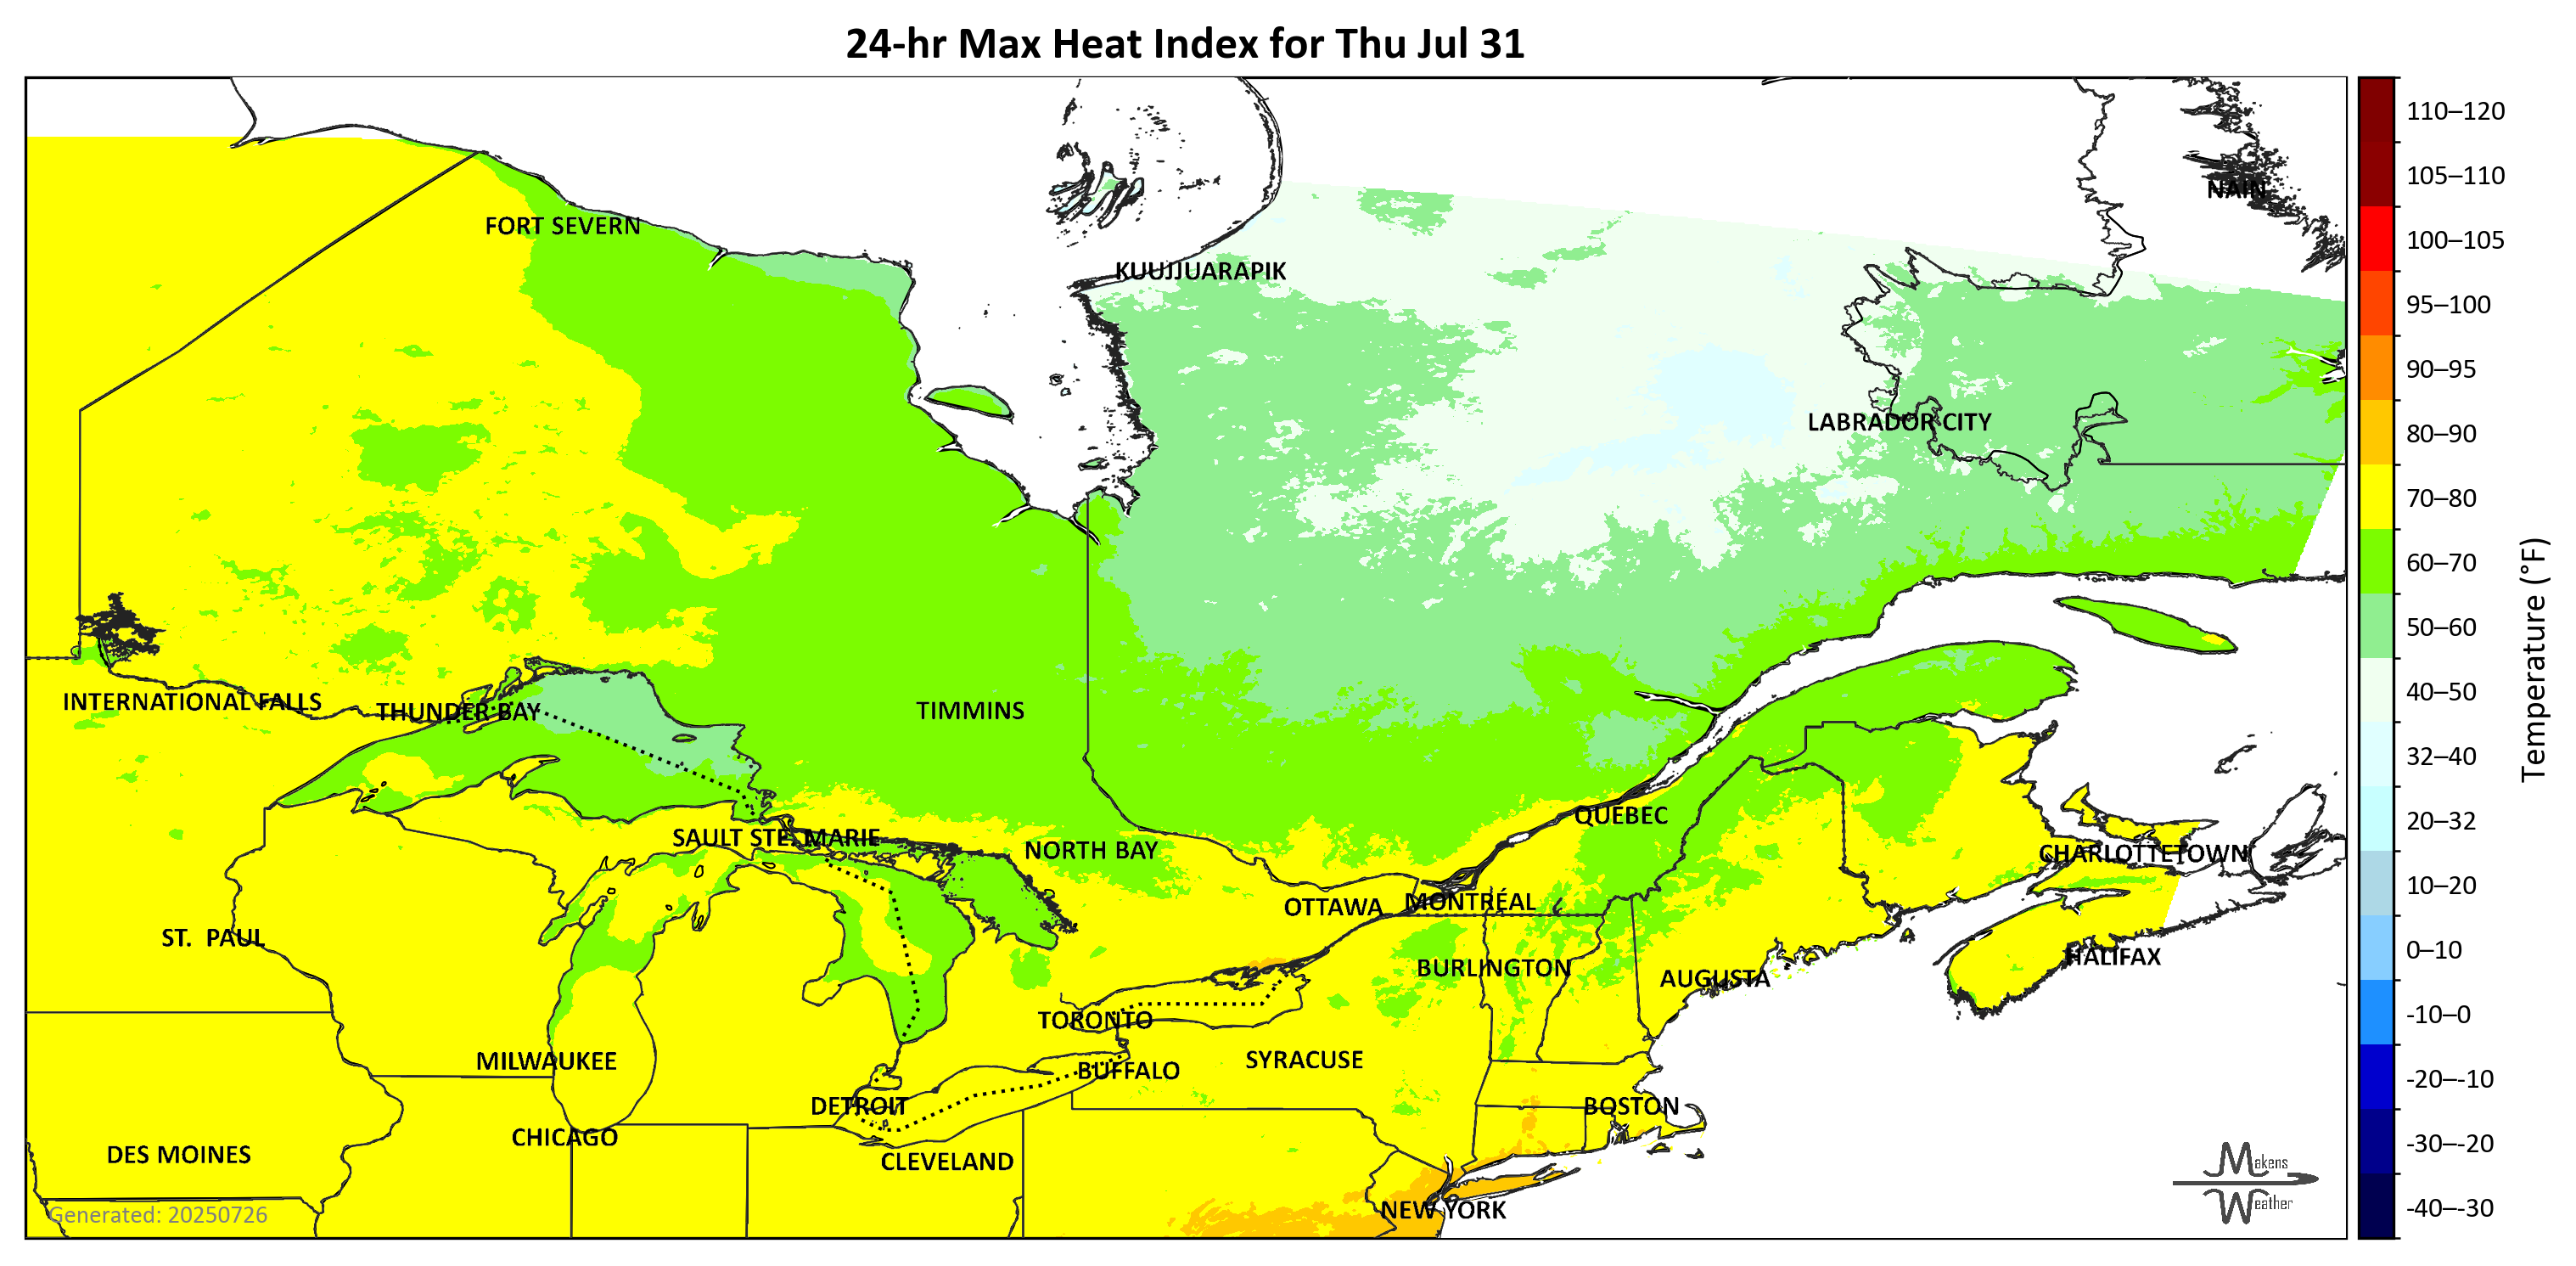 24-hr Max Heat Index for Thu Jul 31
NAIN
FORT SEVERN
KUUJJUARAPIK
LABRADOR CITY
INTERNATIONAL FALLS
THUNDER BAY
TIMMINS
QUEBEC
SAULT STE. MARIE
NORTH BAY
CHARLOTTETOWN
OTTAWA
MONTRÉAL
ST. PAUL
HALIFAX
BURLINGTON
AUGUSTA
TORONTO
MILWAUKEE
BUFFALO
SYRACUSE
DETROIT
BOSTON
CHICAGO
DES MOINES
CLEVELAND
NEW YORK
Generated: 20250726
Makens
Weather
110–120
105–110
100–105
95–100
90–95
80–90
70–80
60–70
50–60
40–50
32–40
20–32
10–20
0–10
-10–0
-20–-10
-30–-20
-40–-30
Temperature (°F)